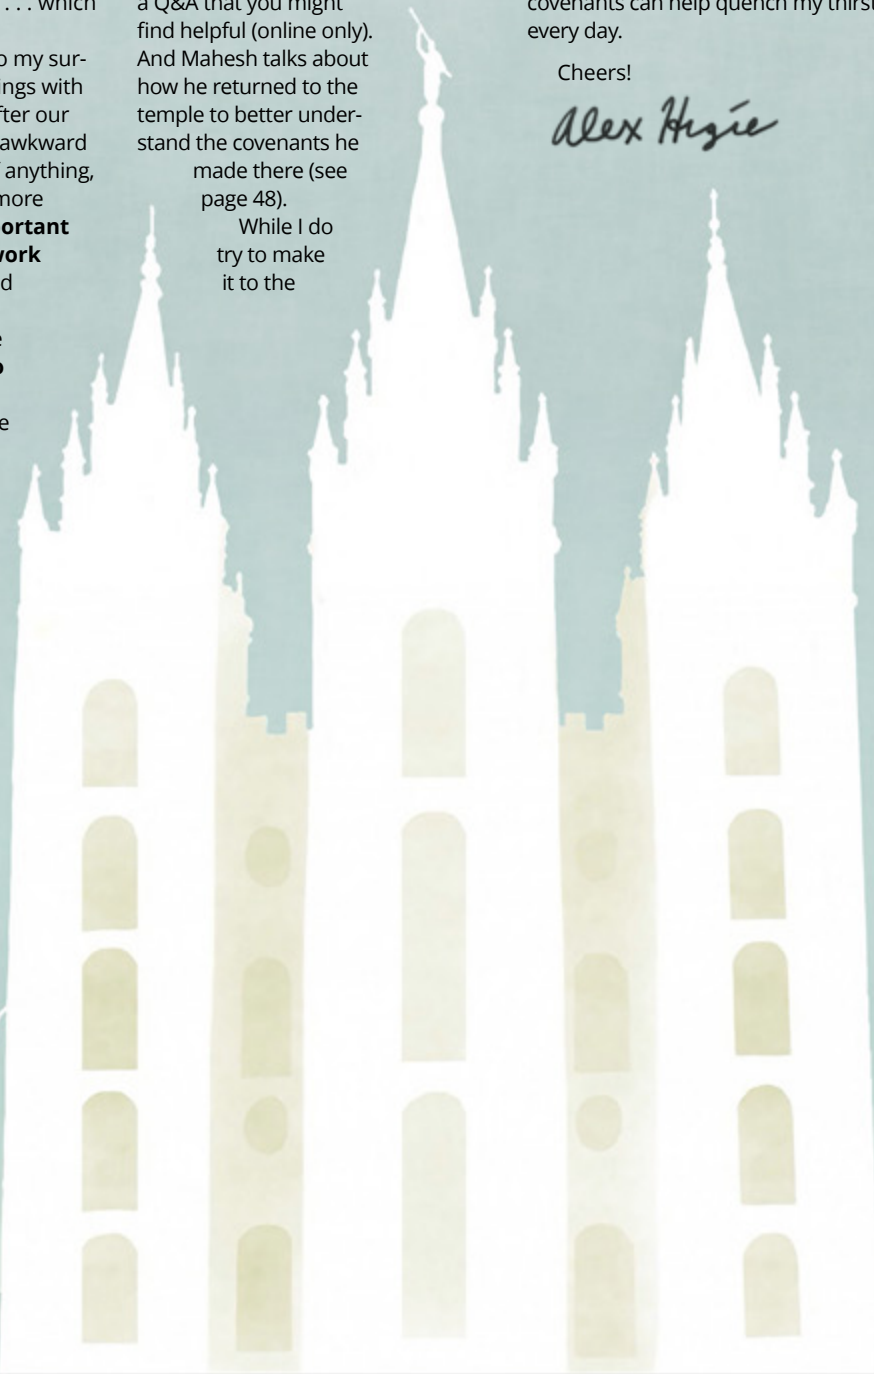 . . . which
o my sur-
ings with
fter our
awkward
anything,
more
ortant
work
d
e
o
e
a Q&A that you might
find helpful (online only).
And Mahesh talks about
how he returned to the
temple to better under-
stand the covenants he
made there (see
page 48).
While I do
try to make
it to the
covenants can help quench my thirst
every day.
Cheers!
Alex Hugie